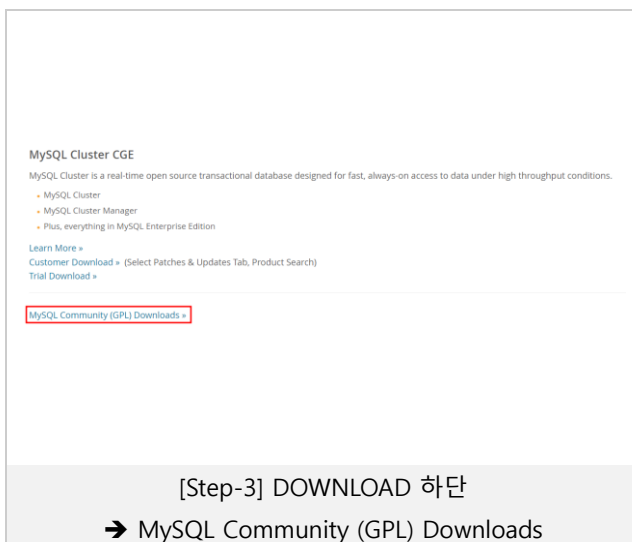 MySQL Cluster CGE
MySQL Cluster is a real-time open source transactional database designed for fast, always-on access to data under high throughput conditions.
• MySQL Cluster
• MySQL Cluster Manager
• Plus, everything in MySQL Enterprise Edition
Learn More »
Customer Download » (Select Patches & Updates Tab, Product Search)
Trial Download »
MySQL Community (GPL) Downloads »
[Step-3] DOWNLOAD 하단
➔ MySQL Community (GPL) Downloads